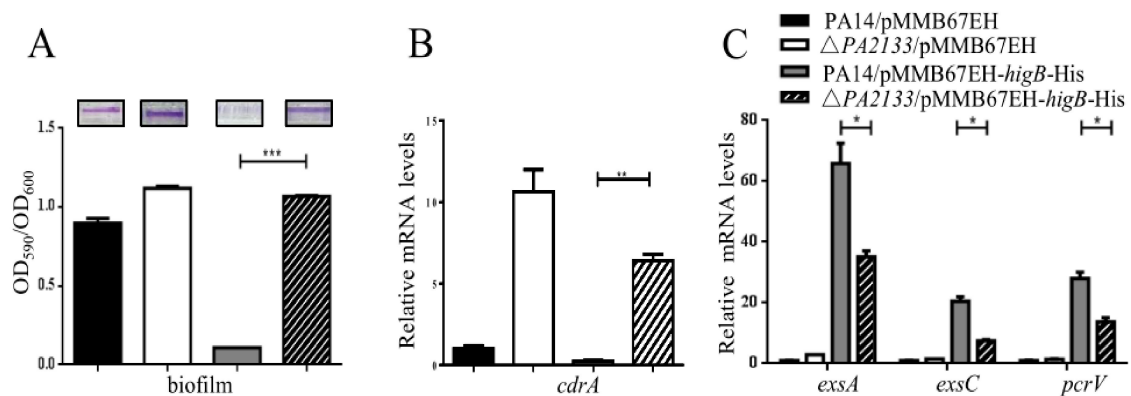 A
B
C
PA14/pMMB67EH
△PA2133/pMMB67EH
PA14/pMMB67EH-higB-His
△PA2133/pMMB67EH-higB-His
OD590/OD600
1.5
1.0
0.5
0.0
***
biofilm
Relative mRNA levels
15
10
5
0
**
cdrA
Relative mRNA levels
80
60
40
20
0
*
*
*
exsA
exsC
pcrV